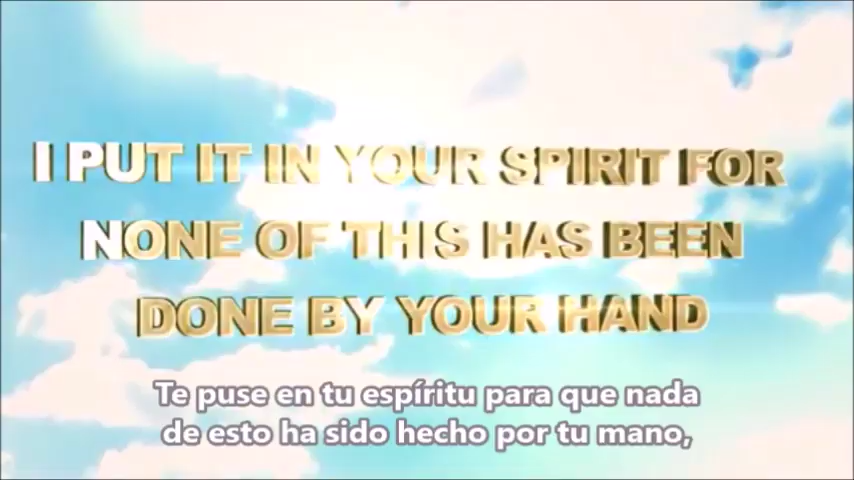 I PUT IT IN YOUR SPIRIT FOR
NONE OF THIS HAS BEEN
DONE BY YOUR HAND
Te puse en tu espíritu para que nada
de esto ha sido hecho por tu mano,